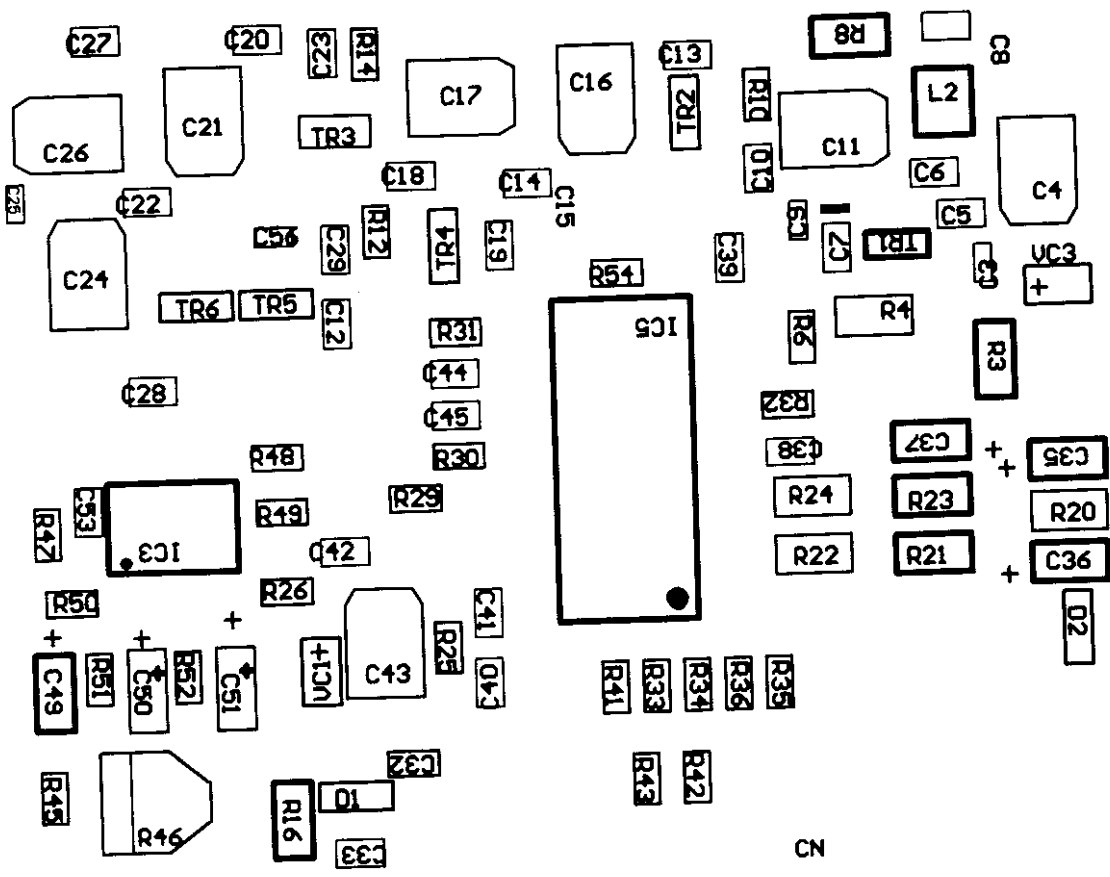 C27
C20
C23
R14
C13
R8
C8
C26
C21
TR3
C17
C16
TR2
R10
C11
L2
C25
C22
C18
C14
C15
C10
C6
C4
C24
C56
C29
R12
TR4
C19
C39
C9
C7
TR1
C5
C3
VC3
+
TR6
TR5
C12
R31
R54
IC5
R6
R4
R3
C28
C44
C45
R30
R32
C38
C37
+
+
C35
R48
R49
R29
R24
R23
R20
R47
C53
IC3
C42
R22
R21
+
C36
R50
R26
C43
C41
R25
C40
D2
+
+
+
C49
R51
C50
+
R52
C51
+
VC1
+
R41
R33
R34
R36
R35
R45
R46
R16
D1
C32
C33
R43
R42
CN